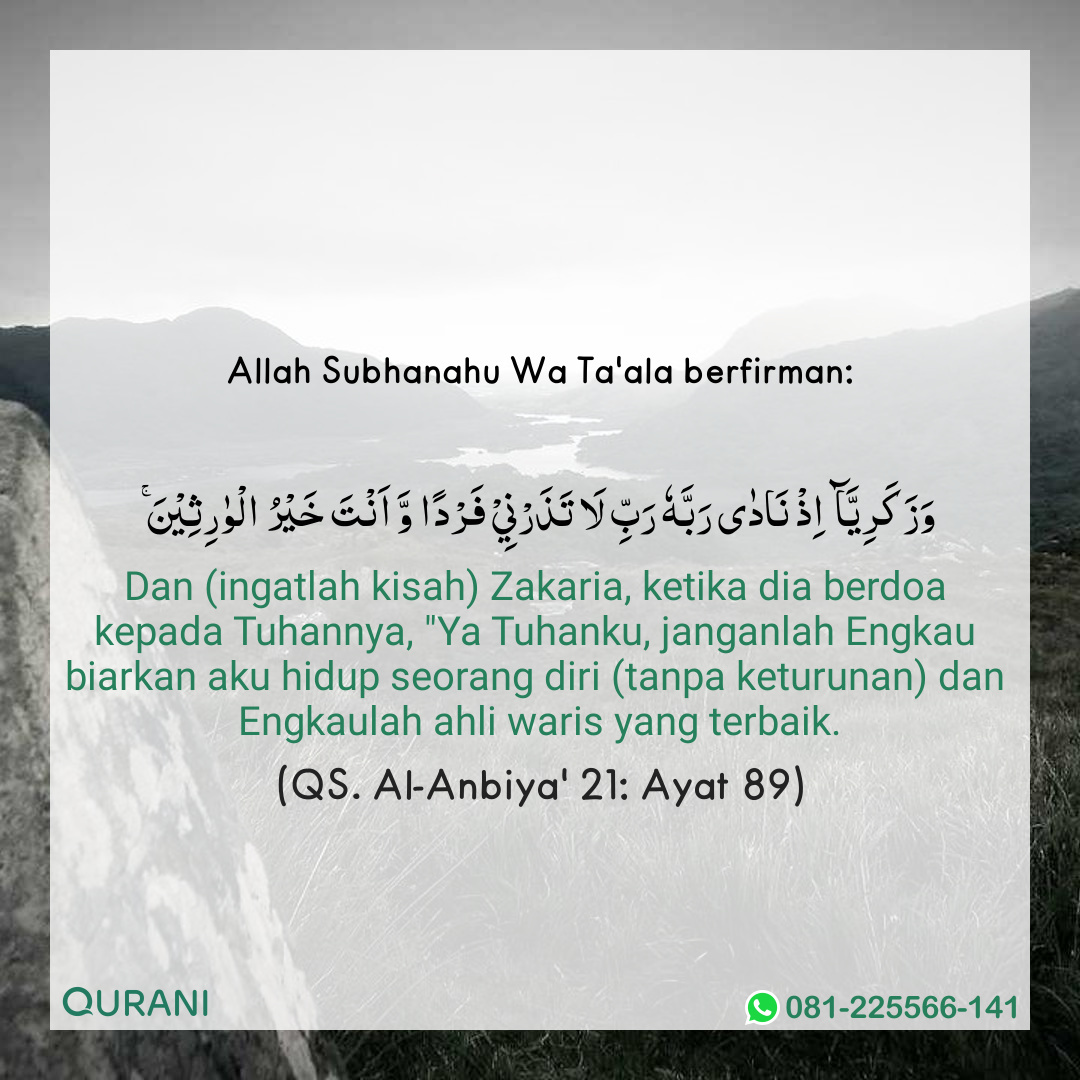 Allah Subhanahu Wa Ta'ala berfirman:
وَزَكَرِيَّاۤ اِذْ نَادٰى رَبَّهٗ رَبِّ لَا تَذَرْنِيْ فَرْدًا وَّاَنْتَ خَيْرُ الْوٰرِثِيْنَ ۚ
Dan (ingatlah kisah) Zakaria, ketika dia berdoa
kepada Tuhannya, "Ya Tuhanku, janganlah Engkau
biarkan aku hidup seorang diri (tanpa keturunan) dan
Engkaulah ahli waris yang terbaik.
(QS. Al-Anbiya' 21: Ayat 89)
QURANI
081-225566-141